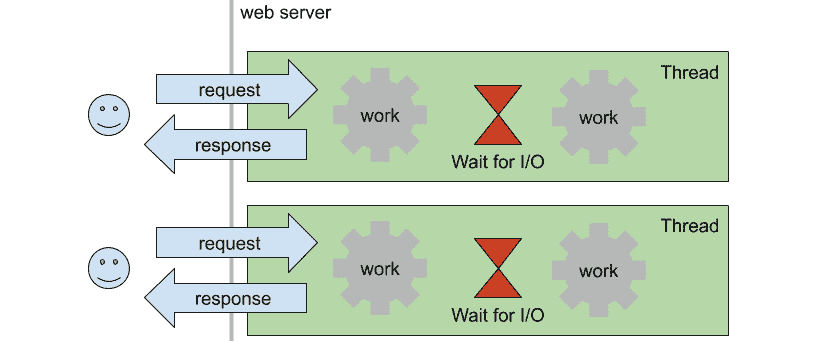 web server
Thread
request
work
work
response
Wait for I/O
Thread
request
work
work
response
Wait for I/O